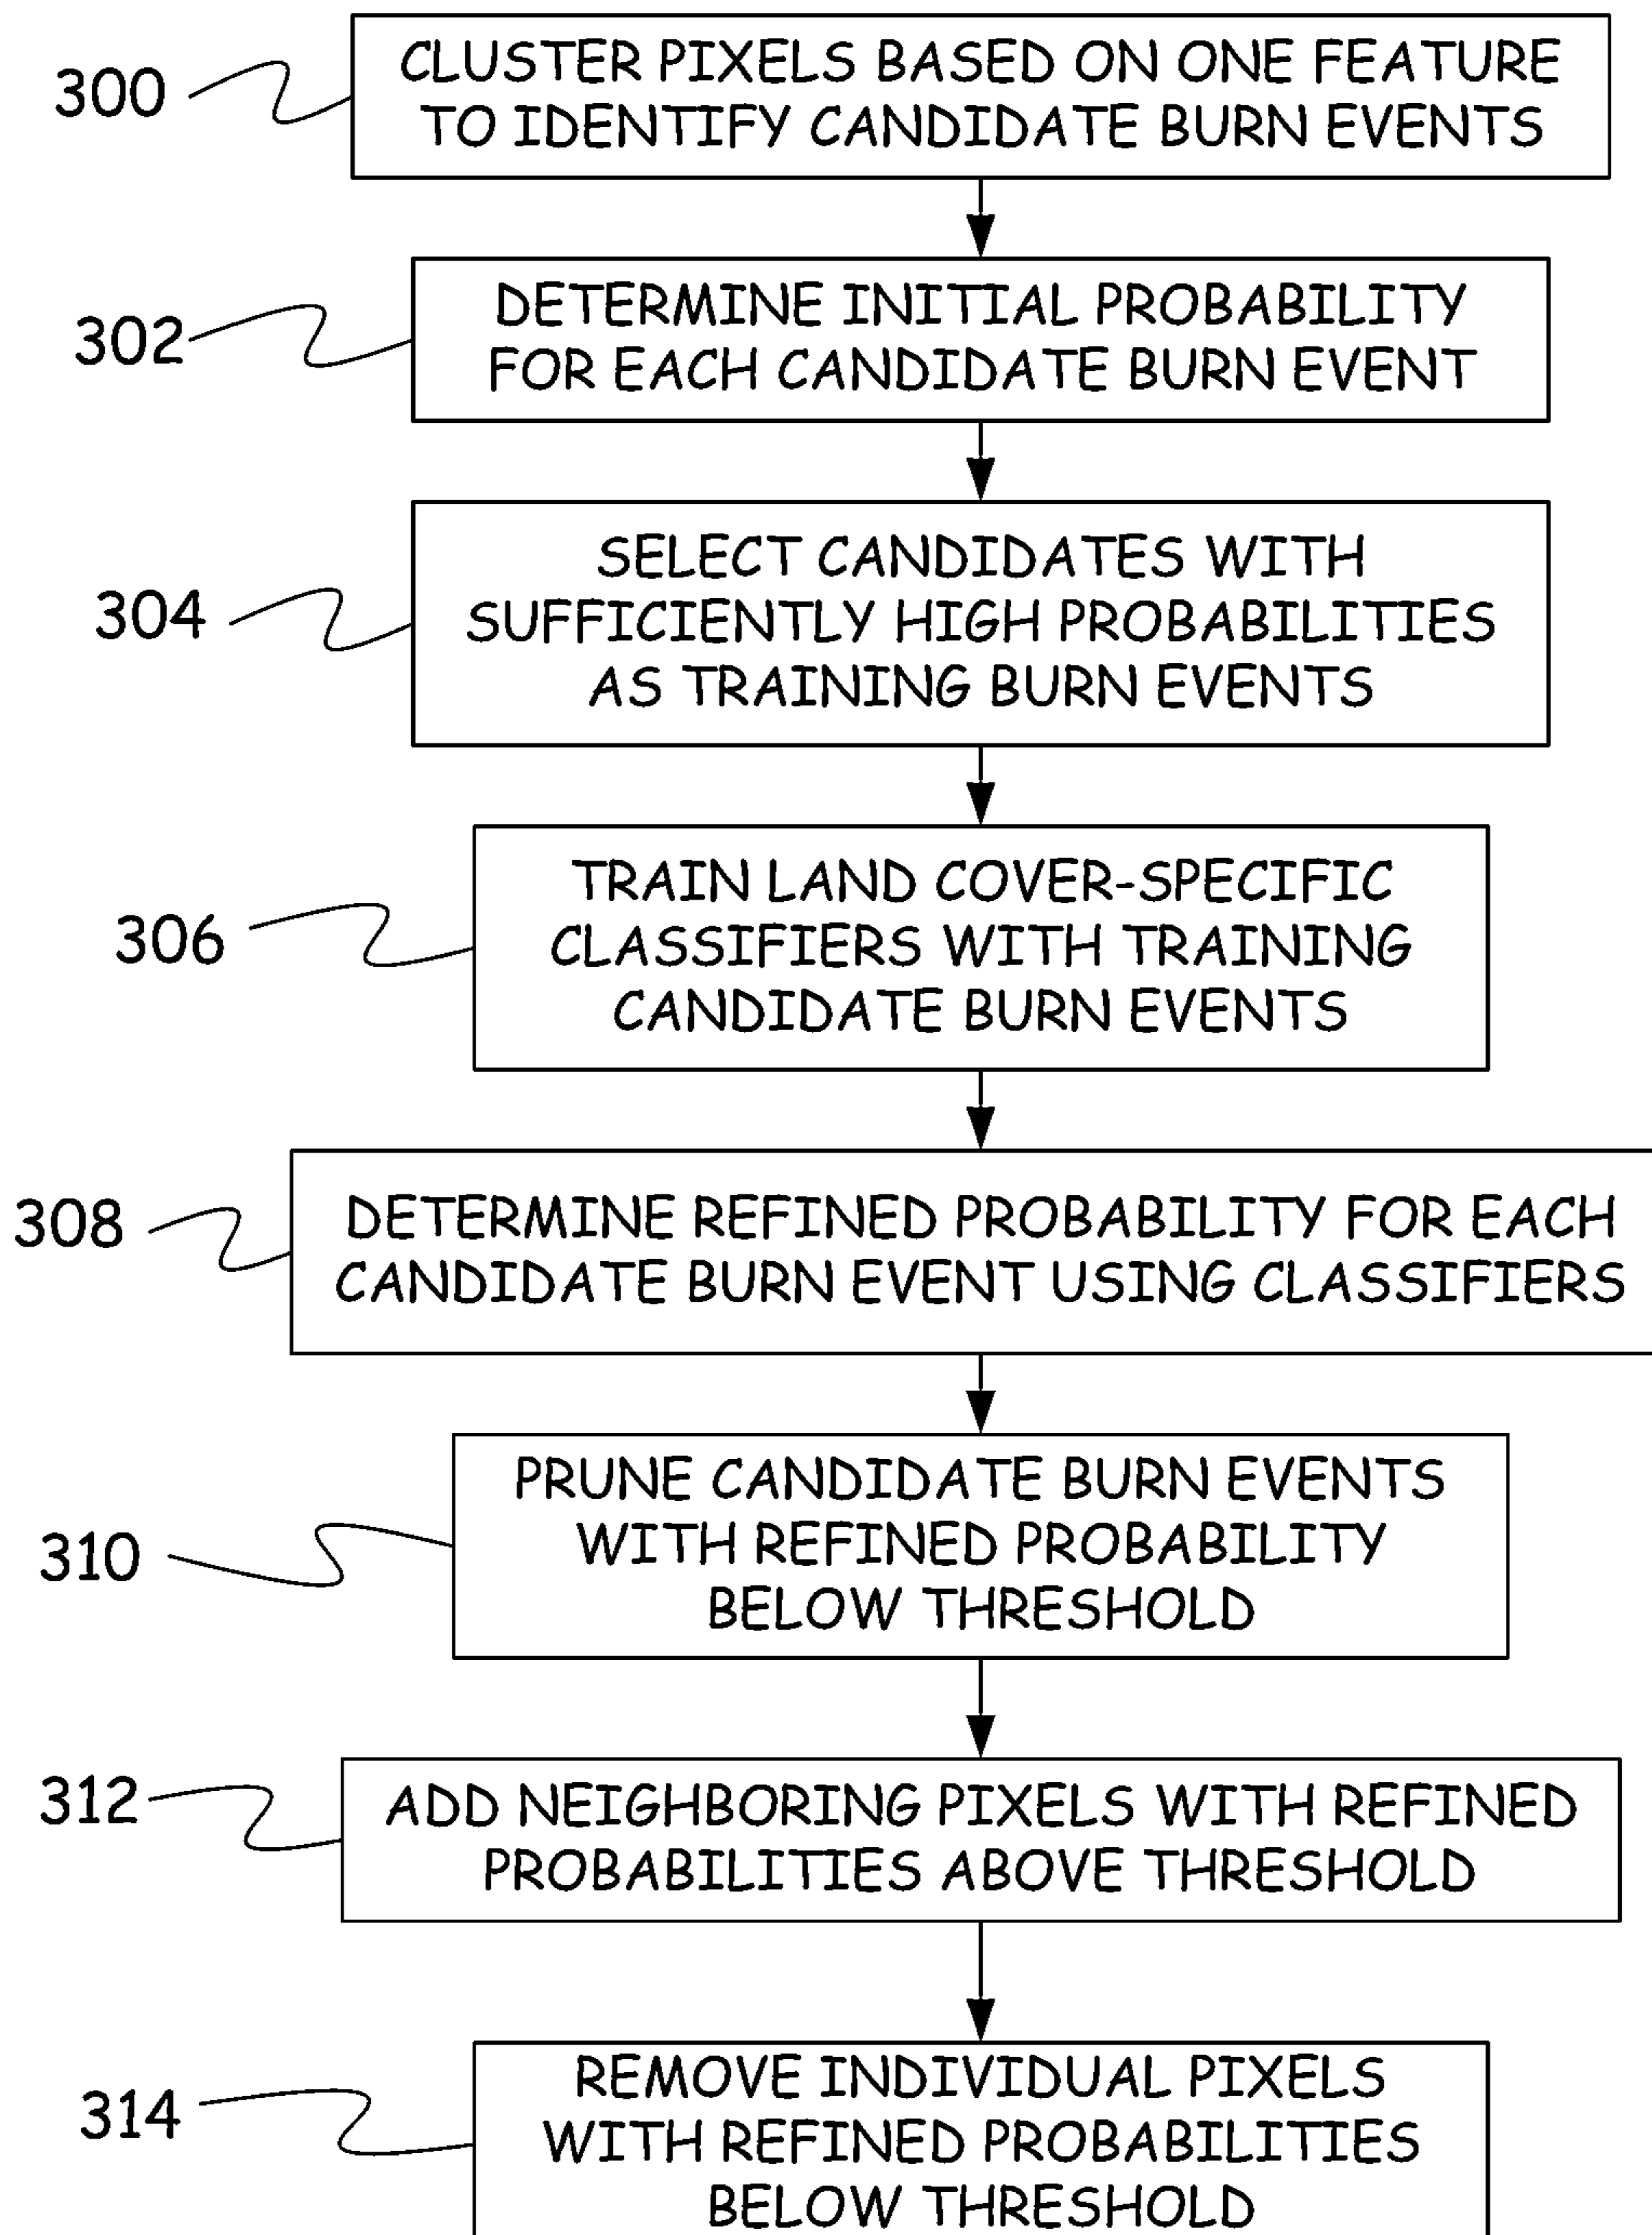 300
CLUSTER PIXELS BASED ON ONE FEATURE
TO IDENTIFY CANDIDATE BURN EVENTS
302
DETERMINE INITIAL PROBABILITY
FOR EACH CANDIDATE BURN EVENT
304
SELECT CANDIDATES WITH
SUFFICIENTLY HIGH PROBABILITIES
AS TRAINING BURN EVENTS
306
TRAIN LAND COVER-SPECIFIC
CLASSIFIERS WITH TRAINING
CANDIDATE BURN EVENTS
308
DETERMINE REFINED PROBABILITY FOR EACH
CANDIDATE BURN EVENT USING CLASSIFIERS
310
PRUNE CANDIDATE BURN EVENTS
WITH REFINED PROBABILITY
BELOW THRESHOLD
312
ADD NEIGHBORING PIXELS WITH REFINED
PROBABILITIES ABOVE THRESHOLD
314
REMOVE INDIVIDUAL PIXELS
WITH REFINED PROBABILITIES
BELOW THRESHOLD